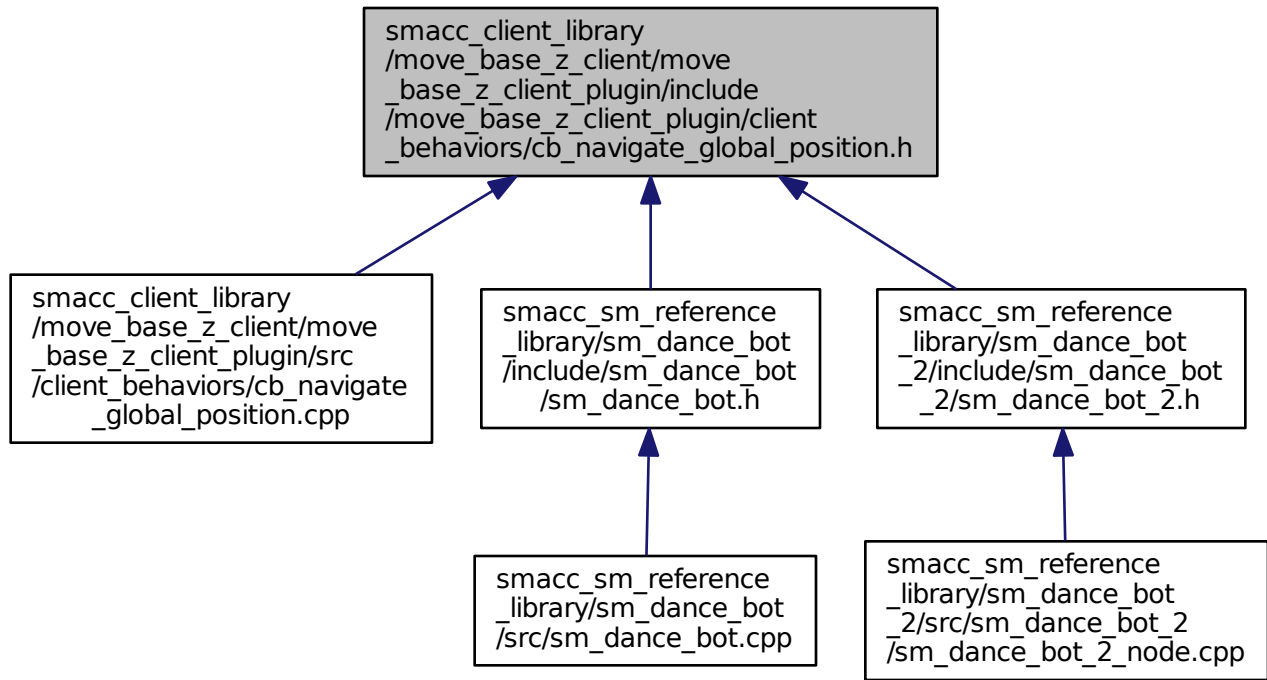 smacc_client_library
/move_base_z_client/move
_base_z_client_plugin/include
/move_base_z_client_plugin/client
_behaviors/cb_navigate_global_position.h
smacc_client_library
/move_base_z_client/move
_base_z_client_plugin/src
/client_behaviors/cb_navigate
_global_position.cpp
smacc_sm_reference
_library/sm_dance_bot
/include/sm_dance_bot
/sm_dance_bot.h
smacc_sm_reference
_library/sm_dance_bot
_2/include/sm_dance_bot
_2/sm_dance_bot_2.h
smacc_sm_reference
_library/sm_dance_bot
/src/sm_dance_bot.cpp
smacc_sm_reference
_library/sm_dance_bot
_2/src/sm_dance_bot_2
/sm_dance_bot_2_node.cpp